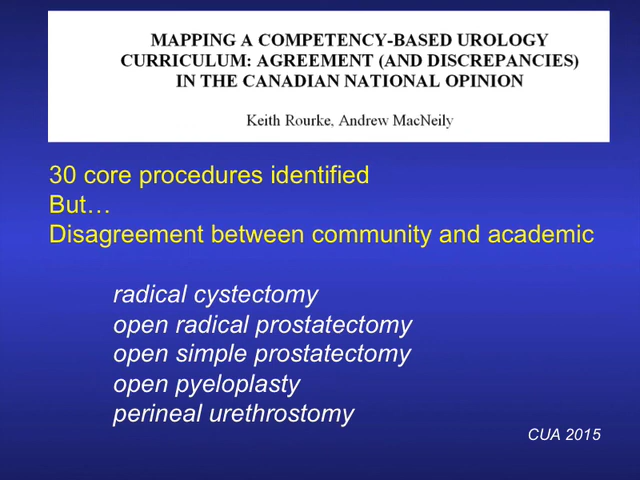 MAPPING A COMPETENCY-BASED UROLOGY
CURRICULUM: AGREEMENT (AND DISCREPANCIES)
IN THE CANADIAN NATIONAL OPINION
Keith Rourke, Andrew MacNeily
30 core procedures identified
But…
Disagreement between community and academic
radical cystectomy
open radical prostatectomy
open simple prostatectomy
open pyeloplasty
perineal urethrostomy
CUA 2015